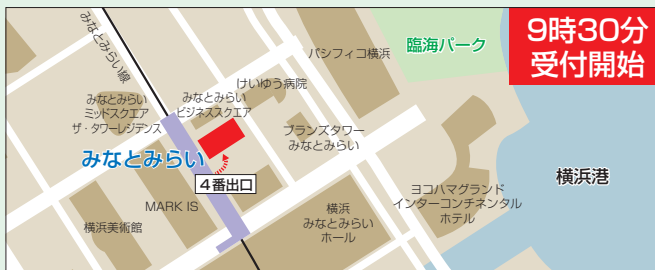 9時30分
受付開始
臨海パーク
パシフィコ横浜
みなとみらい線
けいゆう病院
みなとみらい
ミッドスクエア
ザ・タワーレジデンス
みなとみらい
ビジネススクエア
ブランズタワー
みなとみらい
みなとみらい
4番出口
MARK IS
横浜美術館
横浜
みなとみらい
ホール
ヨコハマグランド
インターコンチネンタル
ホテル
横浜港